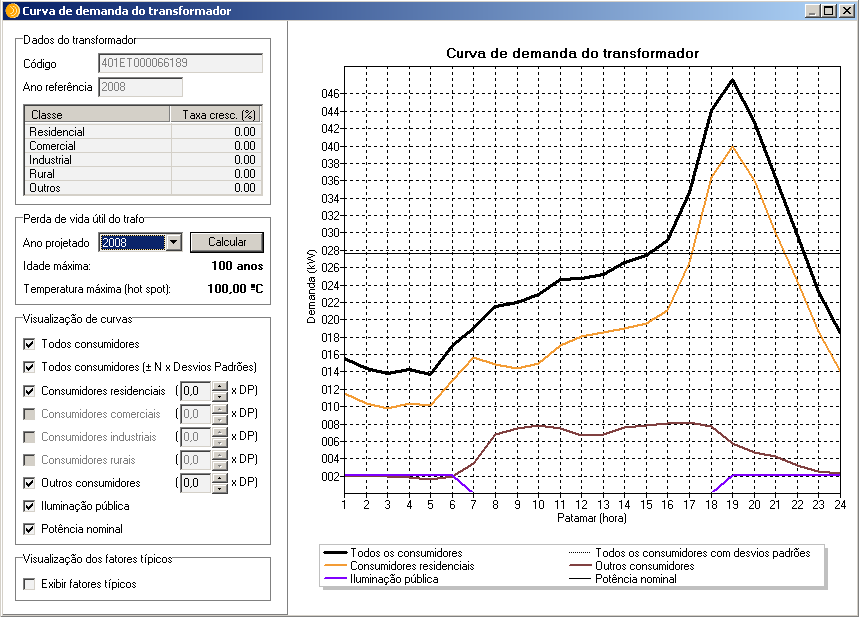 Curva de demanda do transformador
Dados do transformador
Código 401ET000066189
Ano referência 2008
Classe Taxa cresc. (%)
Residencial 0.00
Comercial 0.00
Industrial 0.00
Rural 0.00
Outros 0.00
Perda de vida útil do trafo
Ano projetado 2008 Calcular
Idade máxima: 100 anos
Temperatura máxima (hot spot): 100,00 ºC
Visualização de curvas
Todos consumidores
Todos consumidores (± N x Desvios Padrões)
Consumidores residenciais ( 0,0 x DP)
Consumidores comerciais ( 0,0 x DP)
Consumidores industriais ( 0,0 x DP)
Consumidores rurais ( 0,0 x DP)
Outros consumidores ( 0,0 x DP)
Iluminação pública
Potência nominal
Visualização dos fatores típicos
Exibir fatores típicos
Curva de demanda do transformador
046
044
042
040
038
036
034
032
030
028
026
024
022
020
018
016
014
012
010
008
006
004
002
Demanda (kW)
1 2 3 4 5 6 7 8 9 10 11 12 13 14 15 16 17 18 19 20 21 22 23 24
Patamar (hora)
Todos os consumidores Todos os consumidores com desvios padrões
Consumidores residenciais Outros consumidores
Iluminação pública Potência nominal